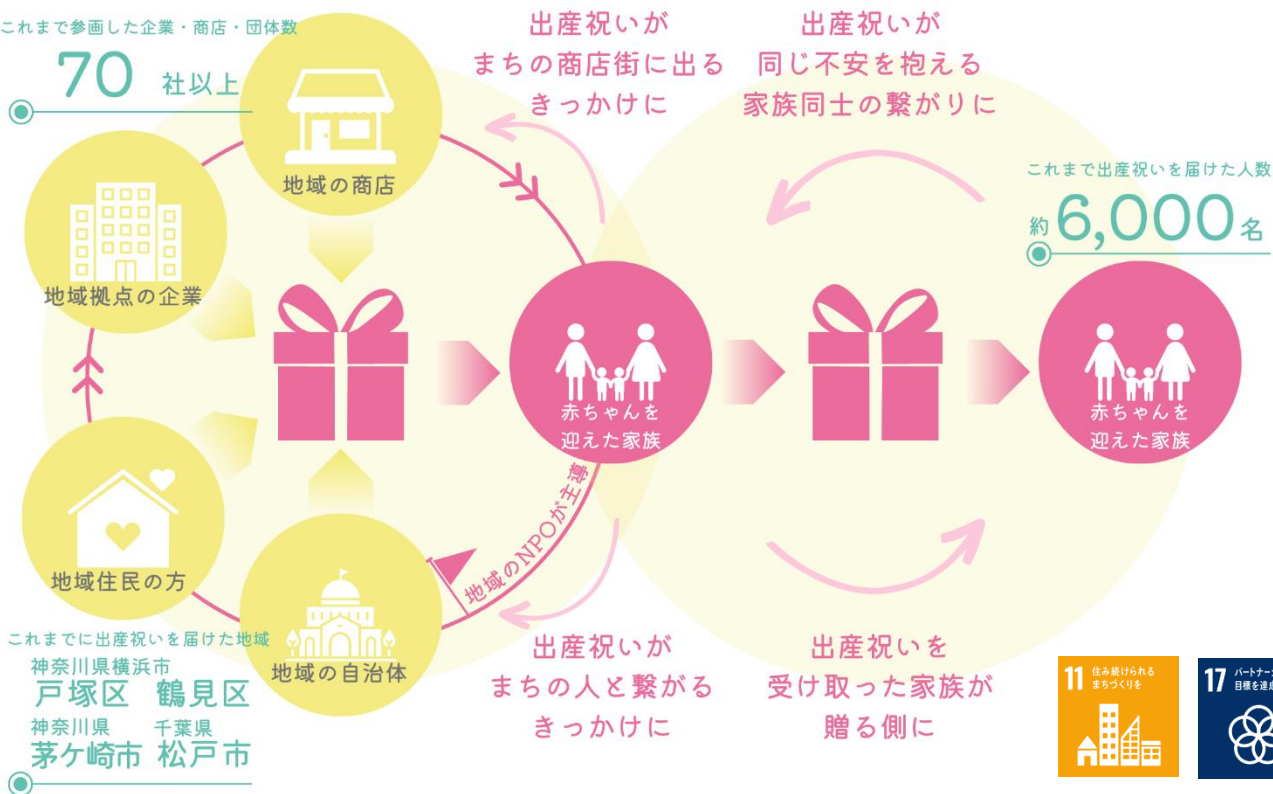 これまで参画した企業・商店・団体数
70 社以上
地域の商店
地域拠点の企業
地域住民の方
地域の自治体
地域のNPOが主導
出産祝いが
まちの商店街に出る
きっかけに
出産祝いが
同じ不安を抱える
家族同士の繋がりに
これまで出産祝いを届けた人数
約6,000名
赤ちゃんを
迎えた家族
赤ちゃんを
迎えた家族
出産祝いが
まちの人と繋がる
きっかけに
出産祝いを
受け取った家族が
贈る側に
これまでに出産祝いを届けた地域
神奈川県横浜市
戸塚区 鶴見区
神奈川県 千葉県
茅ケ崎市 松戸市
11 住み続けられる
まちづくりを
17 パートナー
目標を達